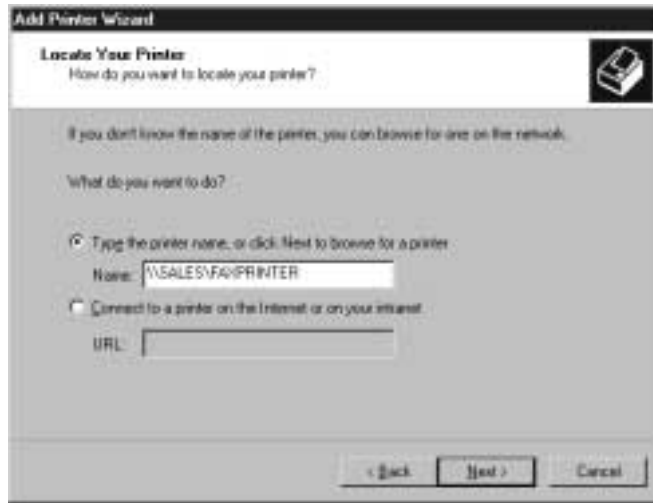 Add Printer Wizard
Locate Your Printer
How do you want to locate your printer?
If you don't know the name of the printer, you can browse for one on the network.
What do you want to do?
Type the printer name, or click Next to browse for a printer
Name: \\SALES\FAXPRINTER
Connect to a printer on the Internet or on your intranet
URL:
< Back Next > Cancel